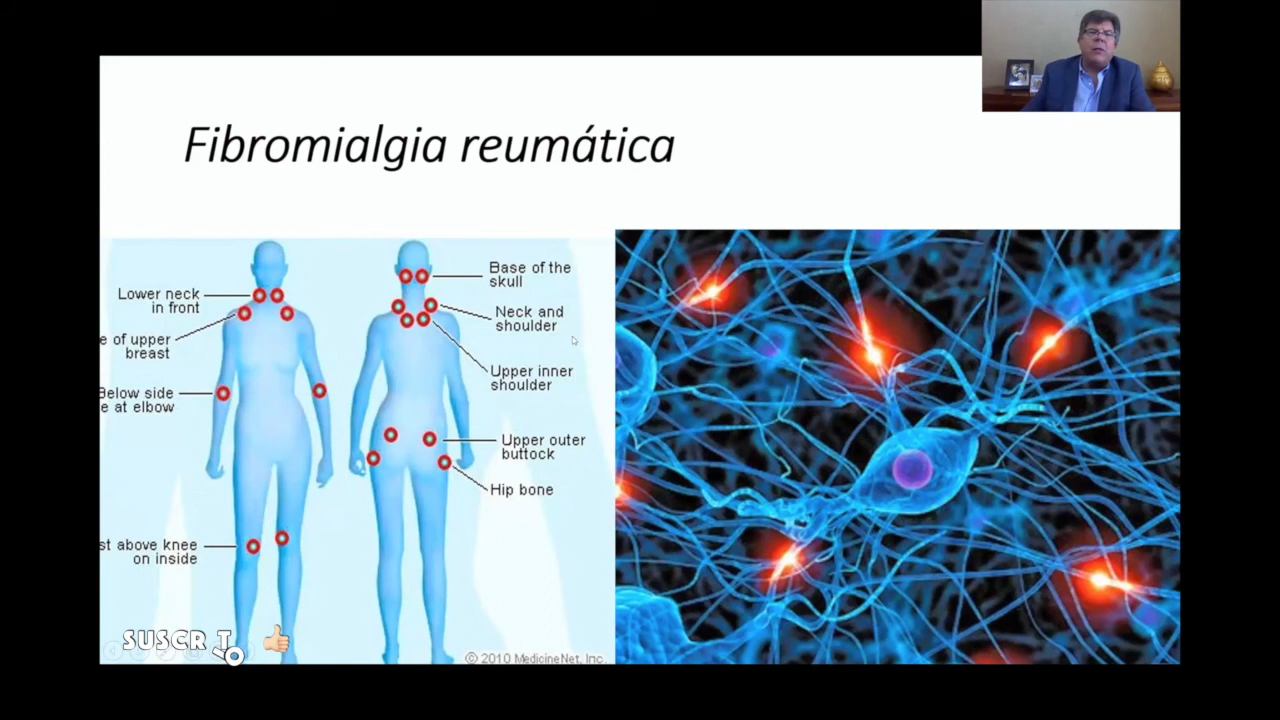 Fibromialgia reumática
Lower neck
in front
e of upper
breast
Below side
e at elbow
st above knee
on inside
Base of the
skull
Neck and
shoulder
Upper inner
shoulder
Upper outer
buttock
Hip bone
SUSCR T
© 2010 MedicineNet, Inc.